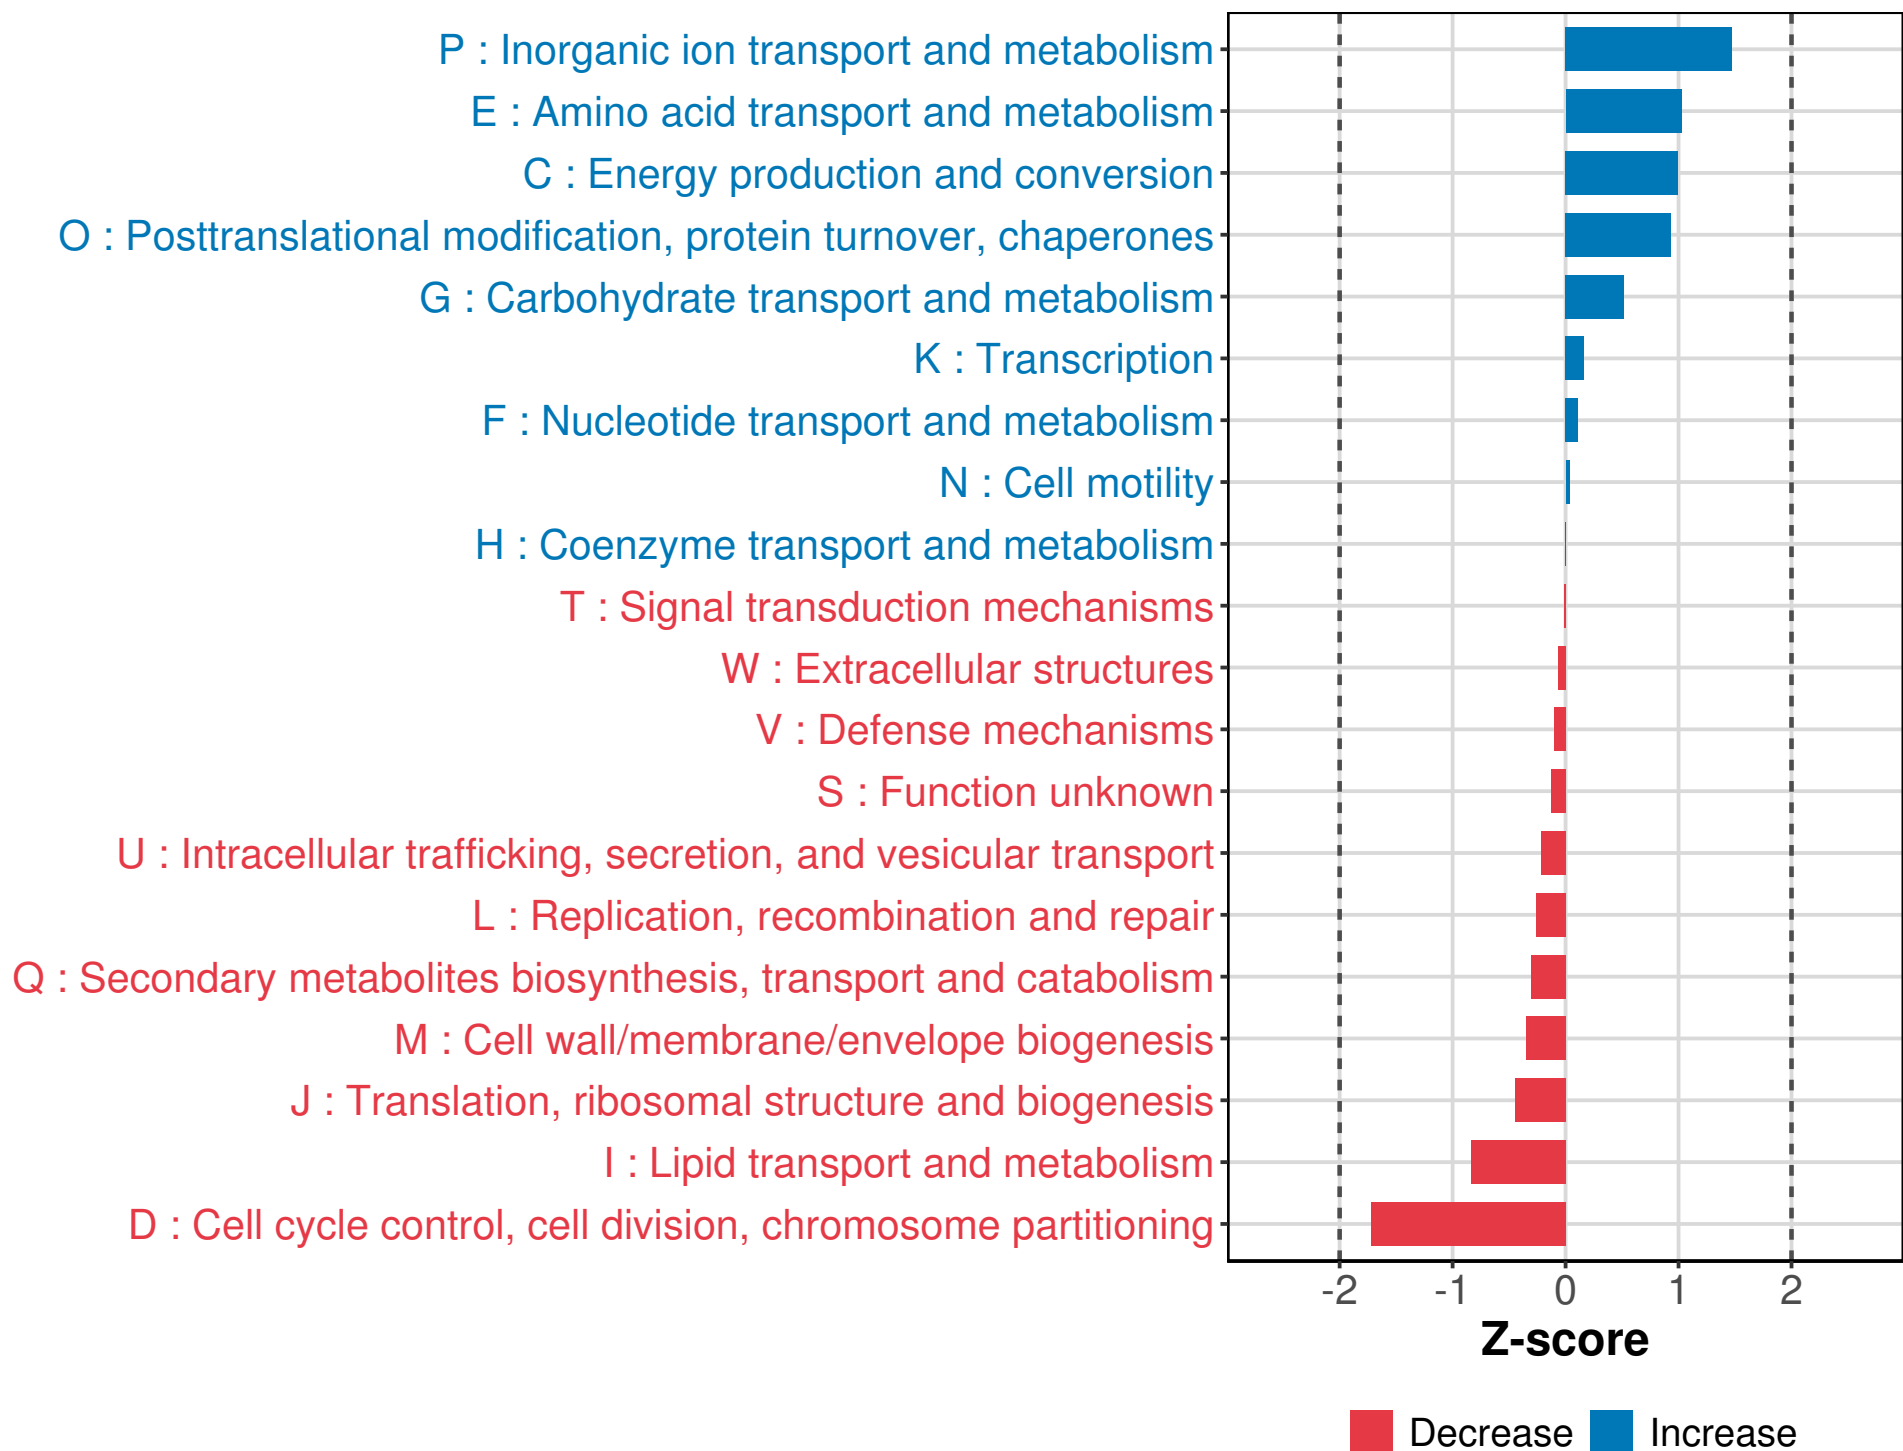 P : Inorganic ion transport and metabolism
E : Amino acid transport and metabolism
C : Energy production and conversion
O : Posttranslational modification, protein turnover, chaperones
G : Carbohydrate transport and metabolism
K : Transcription
F : Nucleotide transport and metabolism
N : Cell motility
H : Coenzyme transport and metabolism
T : Signal transduction mechanisms
W : Extracellular structures
V : Defense mechanisms
S : Function unknown
U : Intracellular trafficking, secretion, and vesicular transport
L : Replication, recombination and repair
Q : Secondary metabolites biosynthesis, transport and catabolism
M : Cell wall/membrane/envelope biogenesis
J : Translation, ribosomal structure and biogenesis
I : Lipid transport and metabolism
D : Cell cycle control, cell division, chromosome partitioning
-2 -1 0 1 2
Z-score
Decrease Increase